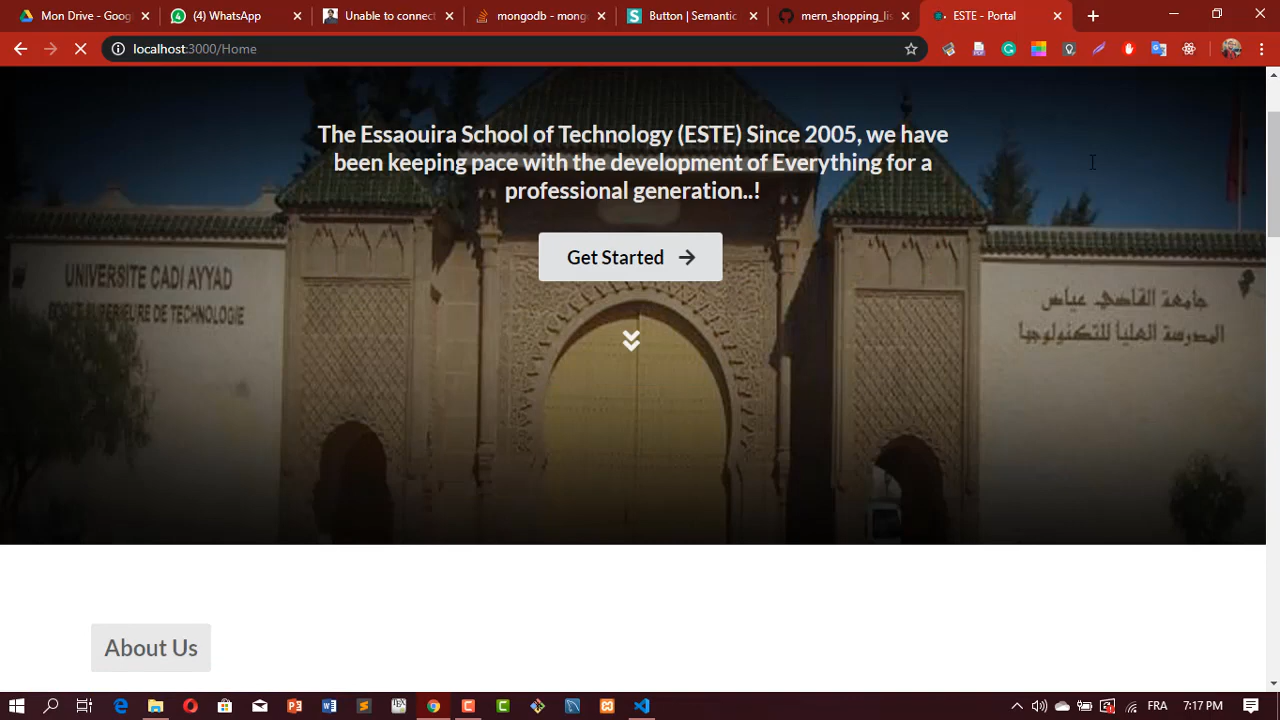 Mon Drive - Goog
(4) WhatsApp
Unable to connect
mongodb - mong
Button | Semantic
mern_shopping_lis
ESTE - Portal
localhost:3000/Home
The Essaouira School of Technology (ESTE) Since 2005, we have
been keeping pace with the development of Everything for a
professional generation..!
Get Started
UNIVERSITE CADI AYYAD
ECOLE SUPERIEURE DE TECHNOLOGIE
جامعة القاضي عياض
المدرسة العليا للتكنولوجيا
About Us
FRA
7:17 PM